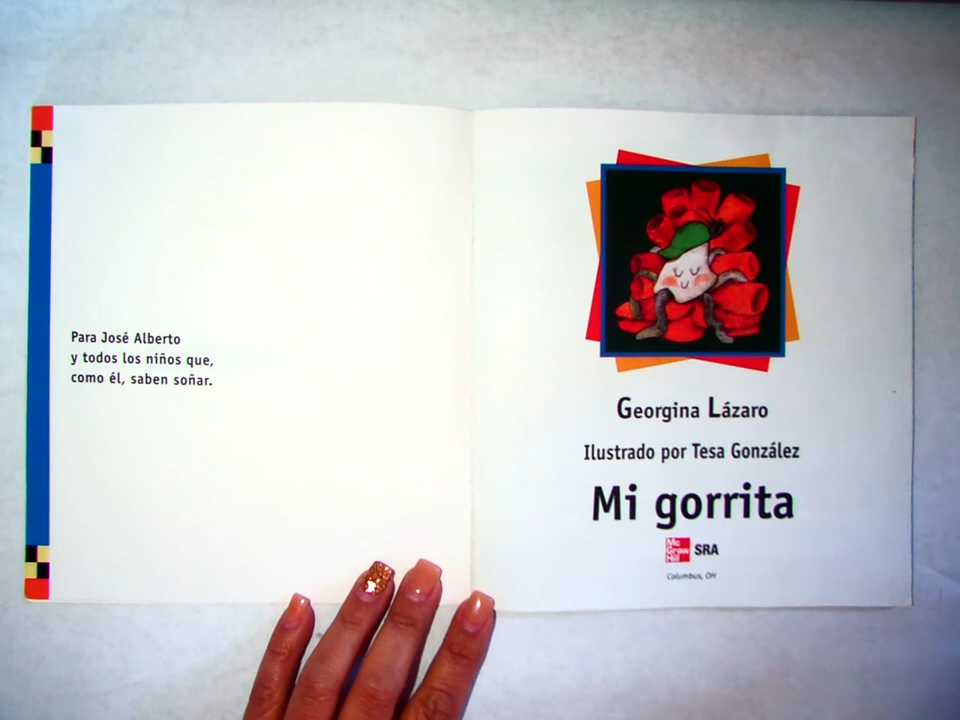 Para José Alberto
y todos los niños que,
como él, saben soñar.
Georgina Lázaro
Ilustrado por Tesa González
Mi gorrita
Mc
Graw
Hill
SRA
Columbus, OH